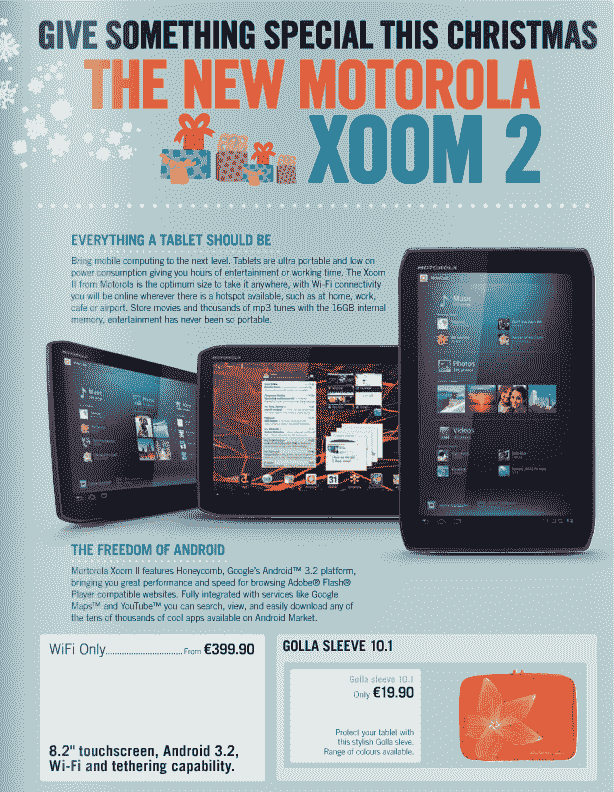 GIVE SOMETHING SPECIAL THIS CHRISTMAS
THE NEW MOTOROLA
XOOM 2
EVERYTHING A TABLET SHOULD BE
Bring mobile computing to the next level. Tablets are ultra portable and low on
power consumption giving you hours of entertainment or working time. The Xoom
II from Motorola is the optimum size to take it anywhere, with Wi-Fi connectivity
you will be online wherever there is a hotspot available, such as at home, work,
cafe or airport. Store movies and thousands of mp3 tunes with the 16GB internal
memory, entertainment has never been so portable.
MOTOROLA
Music
Photos
Videos
MOTOROLA
31
Music
THE FREEDOM OF ANDROID
Mortorola Xoom II features Honeycomb, Google's Android™ 3.2 platform,
bringing you great performance and speed for browsing Adobe® Flash®
Player compatible websites. Fully integrated with services like Google
Maps™ and YouTube™ you can search, view, and easily download any of
the tens of thousands of cool apps available on Android Market.
WiFi Only................................From €399.90
8.2" touchscreen, Android 3.2,
Wi-Fi and tethering capability.
GOLLA SLEEVE 10.1
Golla sleeve 10.1
Only €19.90
Protect your tablet with
this stylish Golla sleve.
Range of colours available.